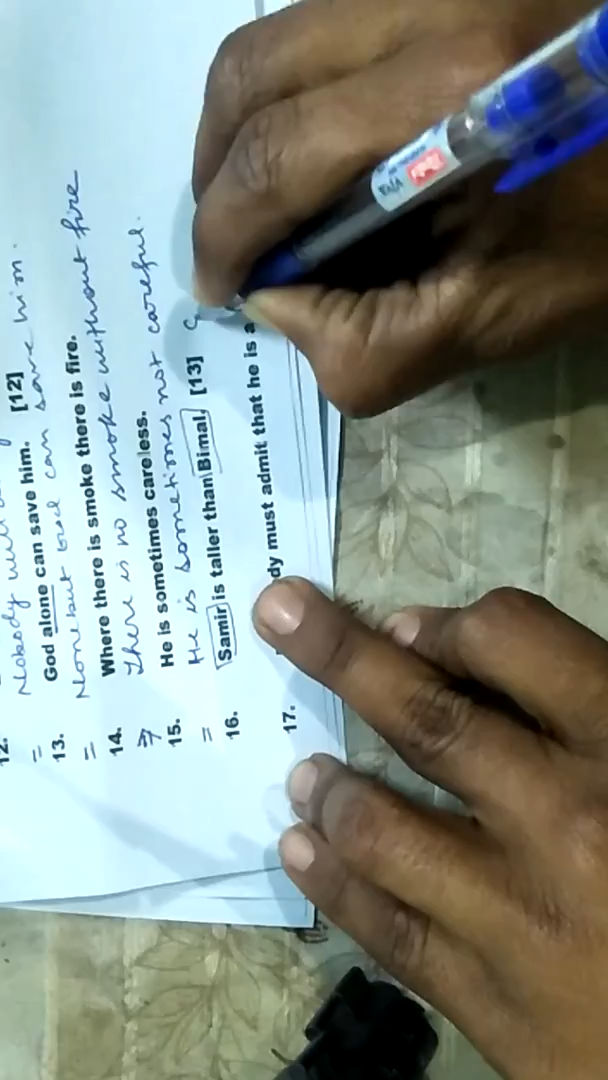 12.
= Nobody
13. God alone can save him. [12]
= None but God can save him.
14. Where there is smoke there is fire.
⇒ There is no smoke without fire
15. He is sometimes careless.
= He is sometimes not careful.
16. Samir is taller than Bimal. [13]
17. dy must admit that he is a